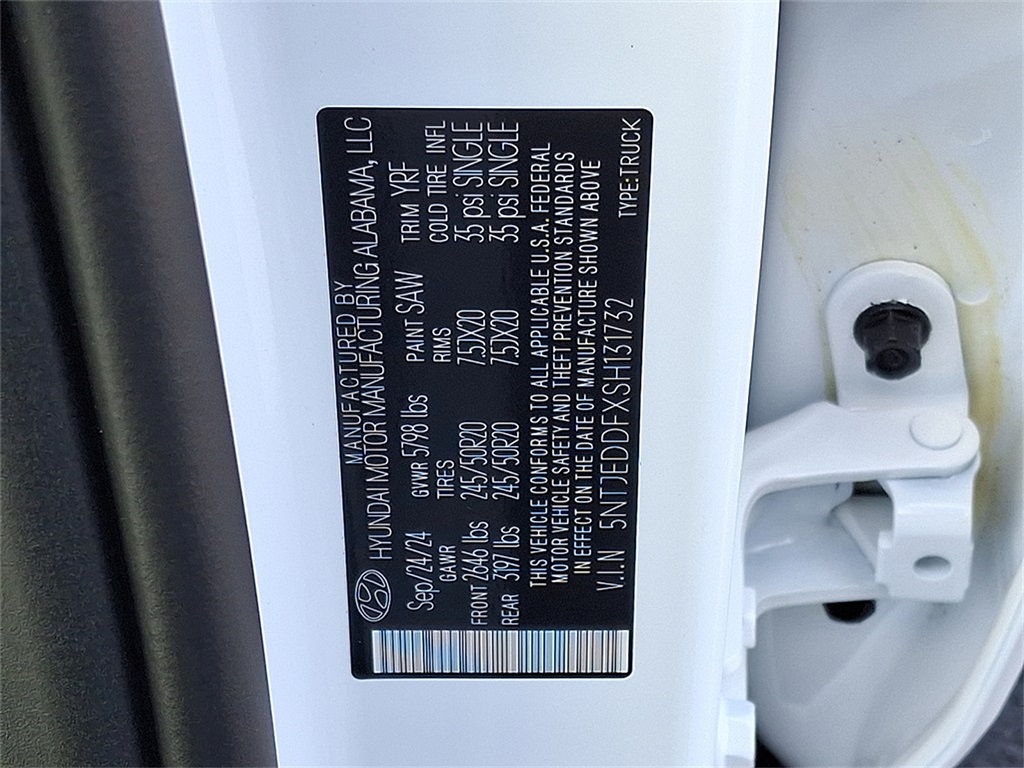 MANUFACTURED BY
HYUNDAI MOTOR MANUFACTURING ALABAMA, LLC
Sep/24/24 GVWR 5798 lbs PAINT SAW TRIM YRF
GAWR TIRES RIMS COLD TIRE INFL
FRONT 2646 lbs 245/50R20 7.5JX20 35 psi SINGLE
REAR 3197 lbs 245/50R20 7.5JX20 35 psi SINGLE
THIS VEHICLE CONFORMS TO ALL APPLICABLE U.S.A. FEDERAL
MOTOR VEHICLE SAFETY AND THEFT PREVENTION STANDARDS
IN EFFECT ON THE DATE OF MANUFACTURE SHOWN ABOVE
V.I.N 5NTJEDDFXSH131732 TYPE:TRUCK